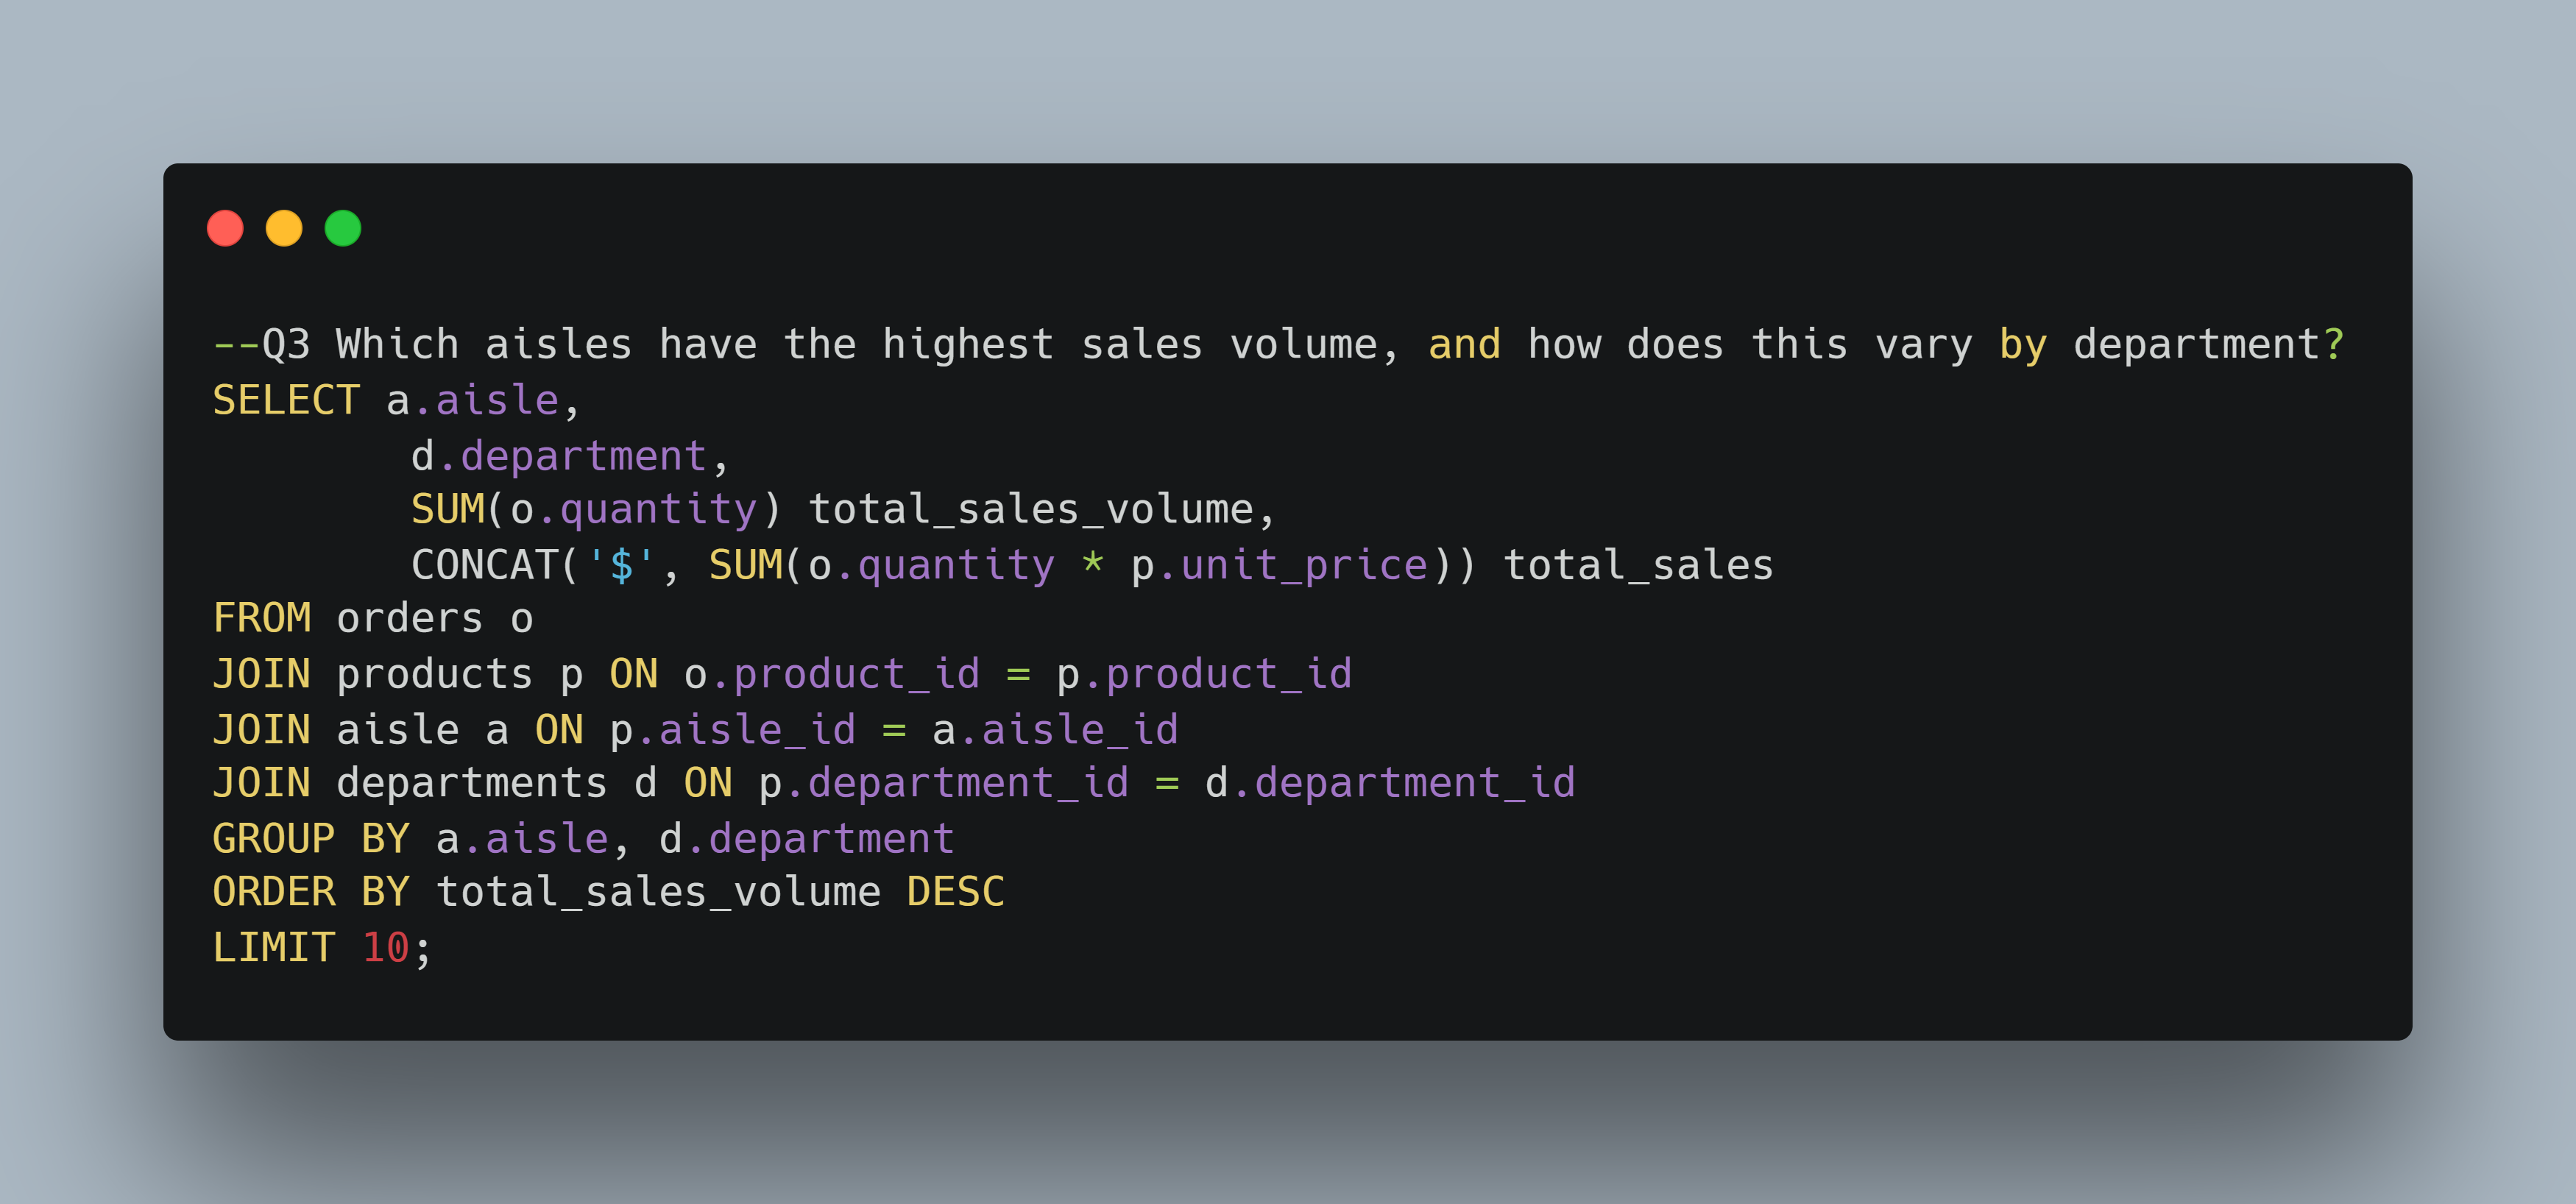 --Q3 Which aisles have the highest sales volume, and how does this vary by department?
SELECT a.aisle,
        d.department,
        SUM(o.quantity) total_sales_volume,
        CONCAT('$', SUM(o.quantity * p.unit_price)) total_sales
FROM orders o
JOIN products p ON o.product_id = p.product_id
JOIN aisle a ON p.aisle_id = a.aisle_id
JOIN departments d ON p.department_id = d.department_id
GROUP BY a.aisle, d.department
ORDER BY total_sales_volume DESC
LIMIT 10;